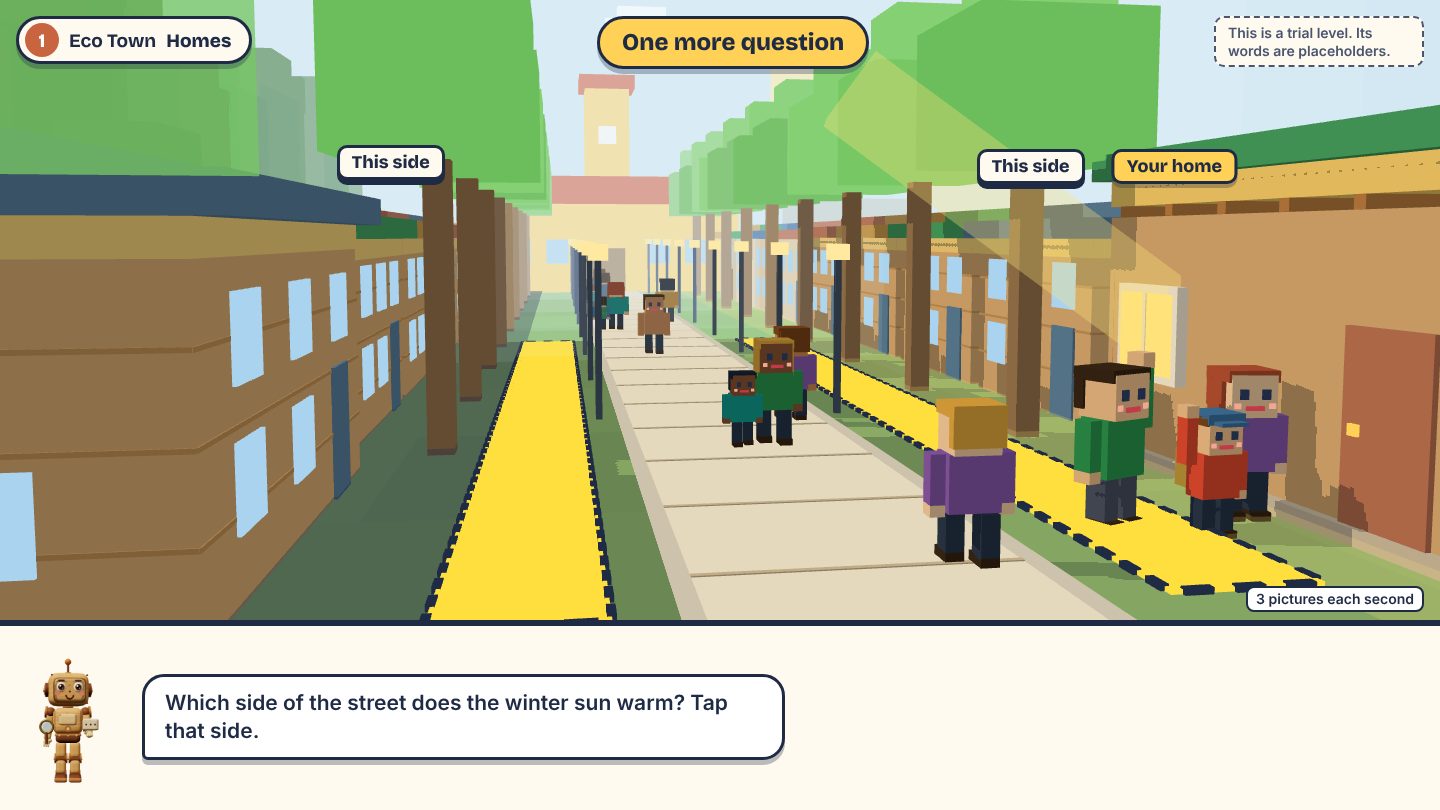 1 Eco Town Homes
One more question
This is a trial level. Its
words are placeholders.
This side
This side
Your home
3 pictures each second
Which side of the street does the winter sun warm? Tap
that side.